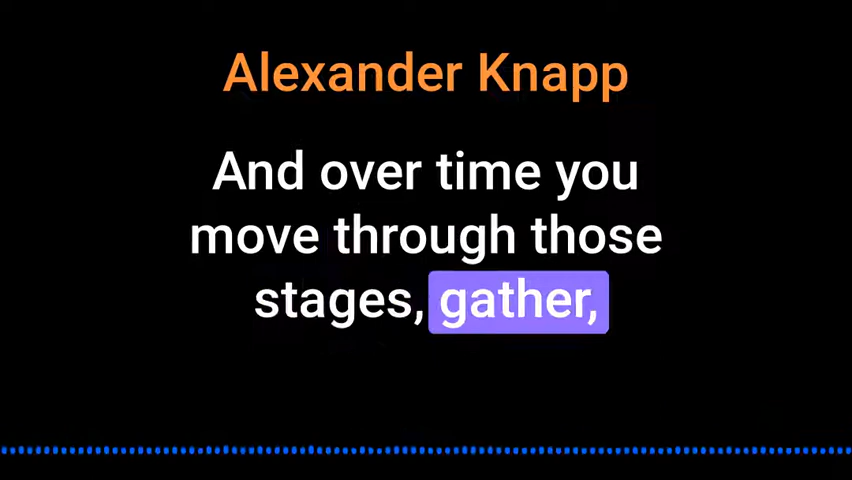 Alexander Knapp
And over time you
move through those
stages, gather,